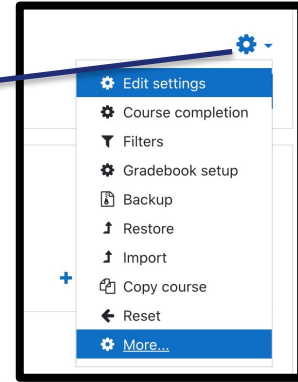 Edit settings
Course completion
Filters
Gradebook setup
Backup
Restore
Import
Copy course
Reset
More...